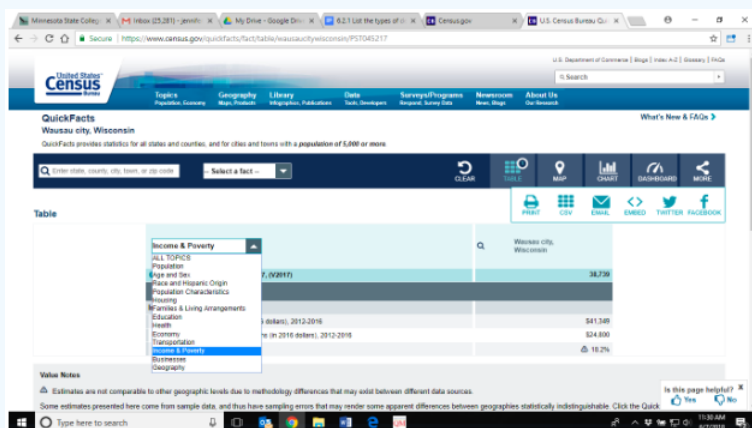 Minnesota State Colleg
Inbox (25,281) - jennifer
My Drive - Google Drive
6.2.1 List the types of d
Census.gov
U.S. Census Bureau Qui
Secure | https://www.census.gov/quickfacts/fact/table/wausaucitywisconsin/PST045217
U.S. Department of Commerce | Blogs | Index A-Z | Glossary | FAQs
United States
Census
Bureau
Search
Topics
Population, Economy
Geography
Maps, Products
Library
Infographics, Publications
Data
Tools, Developers
Surveys/Programs
Respond, Survey Data
Newsroom
News, Blogs
About Us
Our Research
QuickFacts
What's New & FAQs
Wausau city, Wisconsin
QuickFacts provides statistics for all states and counties, and for cities and towns with a population of 5,000 or more.
Enter state, county, city, town, or zip code
-- Select a fact --
CLEAR
TABLE
MAP
CHART
DASHBOARD
MORE
PRINT
CSV
EMAIL
EMBED
TWITTER
FACEBOOK
Table
Income & Poverty
Wausau city,
Wisconsin
ALL TOPICS
Population
Age and Sex
7, (V2017) 38,739
Race and Hispanic Origin
Population Characteristics
Housing
Families & Living Arrangements
Education
dollars), 2012-2016 $41,349
Health
Economy
rs (in 2016 dollars), 2012-2016 $24,800
Transportation
Income & Poverty
18.2%
Businesses
Geography
Value Notes
Estimates are not comparable to other geographic levels due to methodology differences that may exist between different data sources.
Some estimates presented here come from sample data, and thus have sampling errors that may render some apparent differences between geographies statistically indistinguishable. Click the Quick
Is this page helpful?
X
Yes
No
Type here to search
11:30 AM
6/7/2018